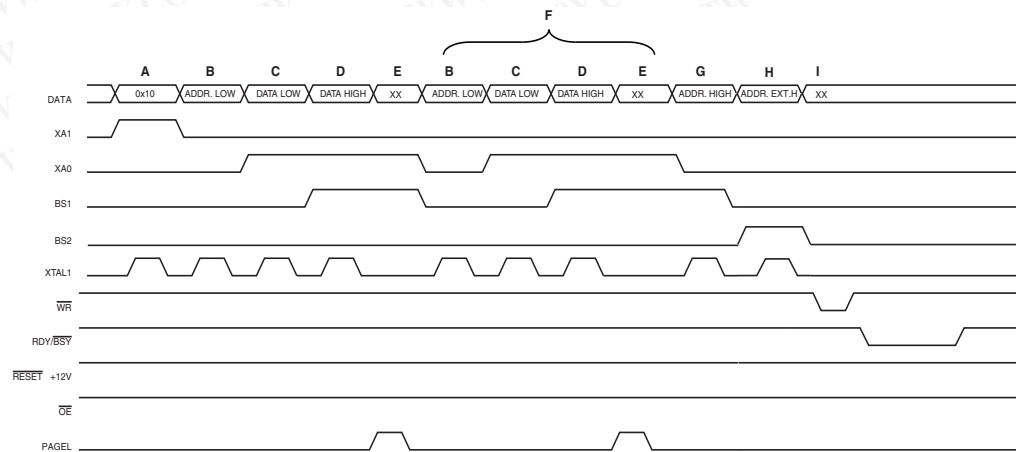 F
A B C D E B C D E G H I
DATA 0x10 ADDR. LOW DATA LOW DATA HIGH XX ADDR. LOW DATA LOW DATA HIGH XX ADDR. HIGH ADDR. EXT.H XX
XA1
XA0
BS1
BS2
XTAL1
WR
RDY/BSY
RESET +12V
OE
PAGEL